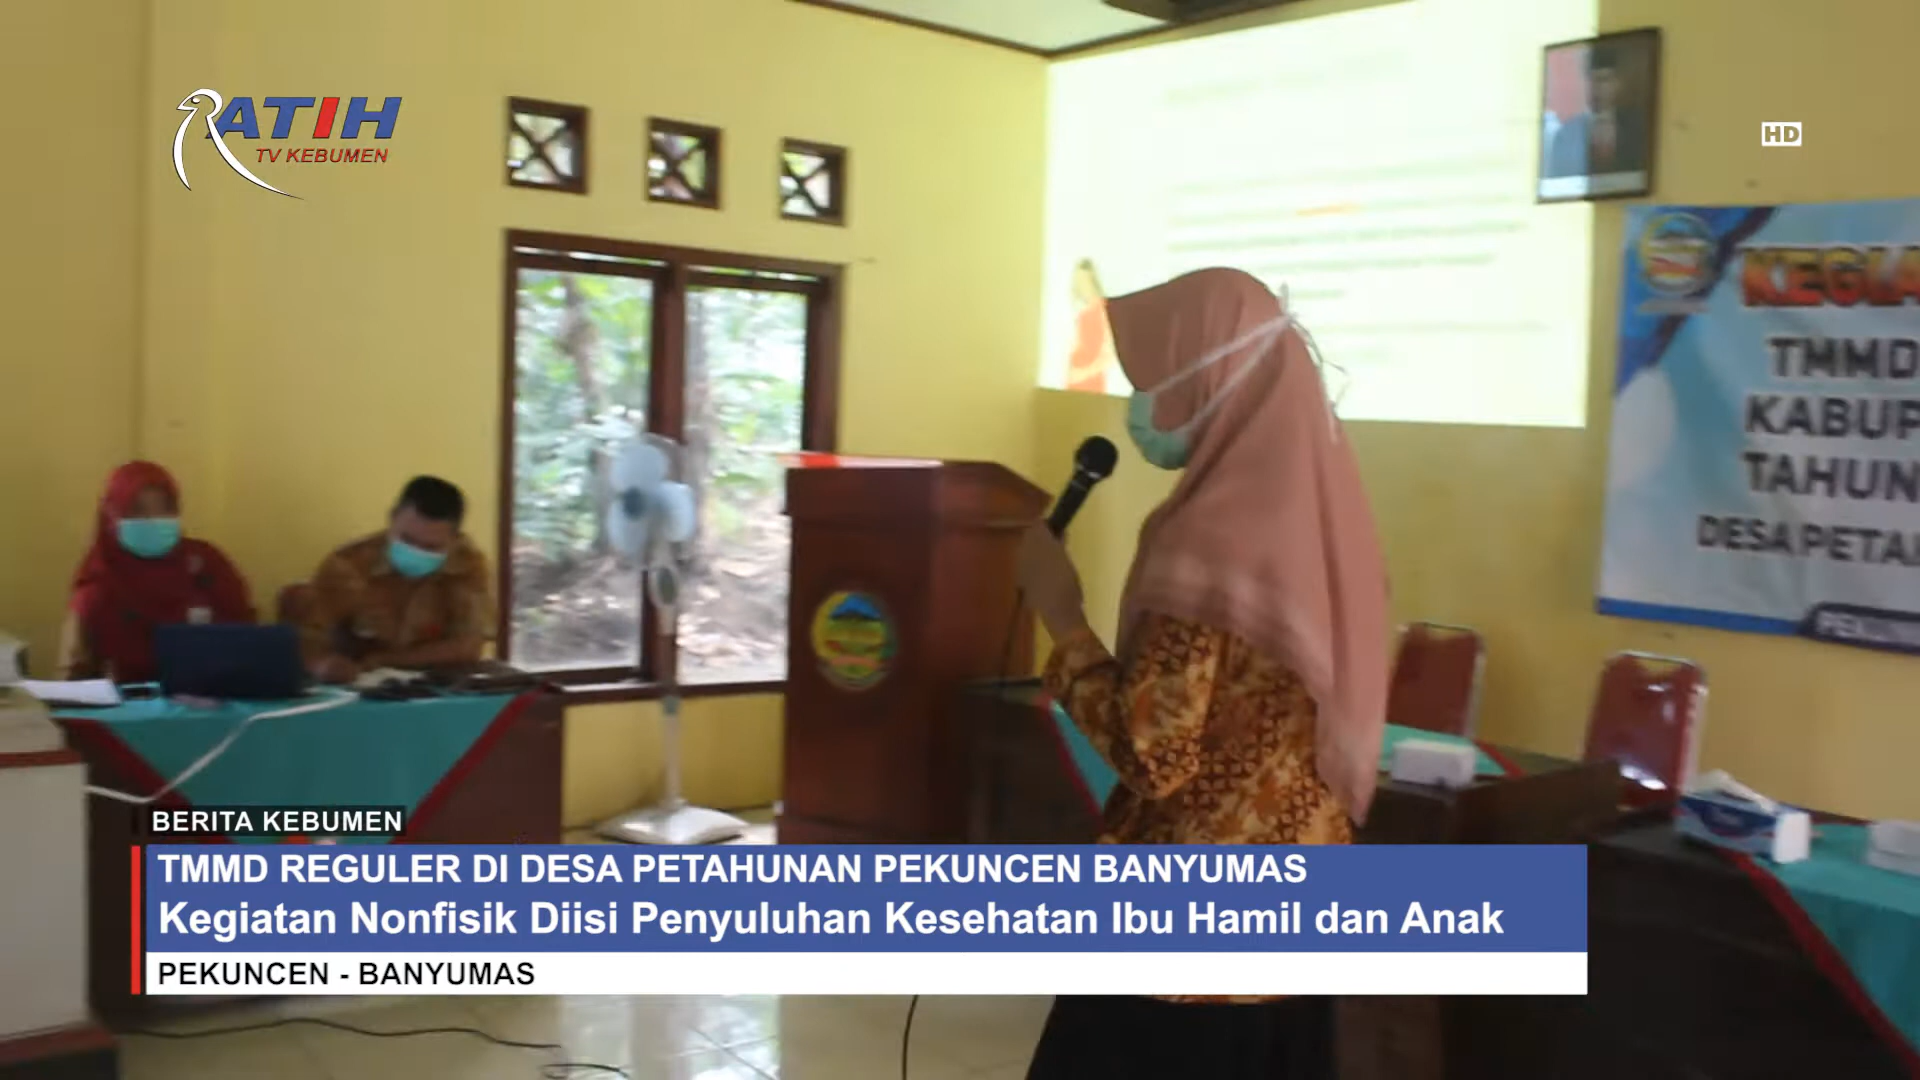 RATIH
TV KEBUMEN
HD
KEGIA
TMMD
KABUP
TAHUN
DESA PETA
BERITA KEBUMEN
TMMD REGULER DI DESA PETAHUNAN PEKUNCEN BANYUMAS
Kegiatan Nonfisik Diisi Penyuluhan Kesehatan Ibu Hamil dan Anak
PEKUNCEN - BANYUMAS